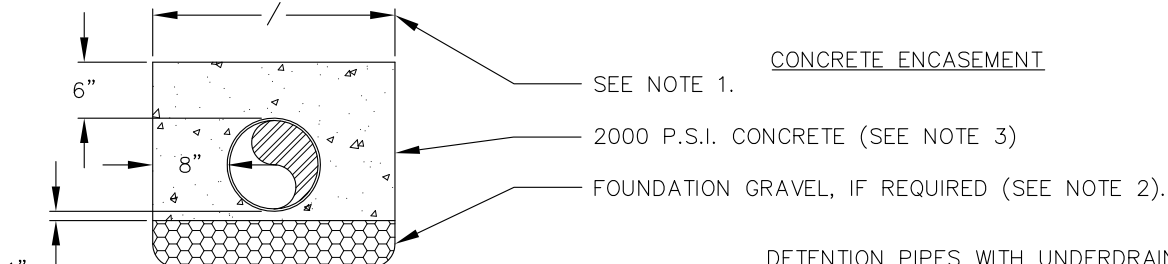 CONCRETE ENCASEMENT
6"
SEE NOTE 1.
2000 P.S.I. CONCRETE (SEE NOTE 3)
8"
FOUNDATION GRAVEL, IF REQUIRED (SEE NOTE 2).
DETENTION PIPES WITH UNDERDRAIN